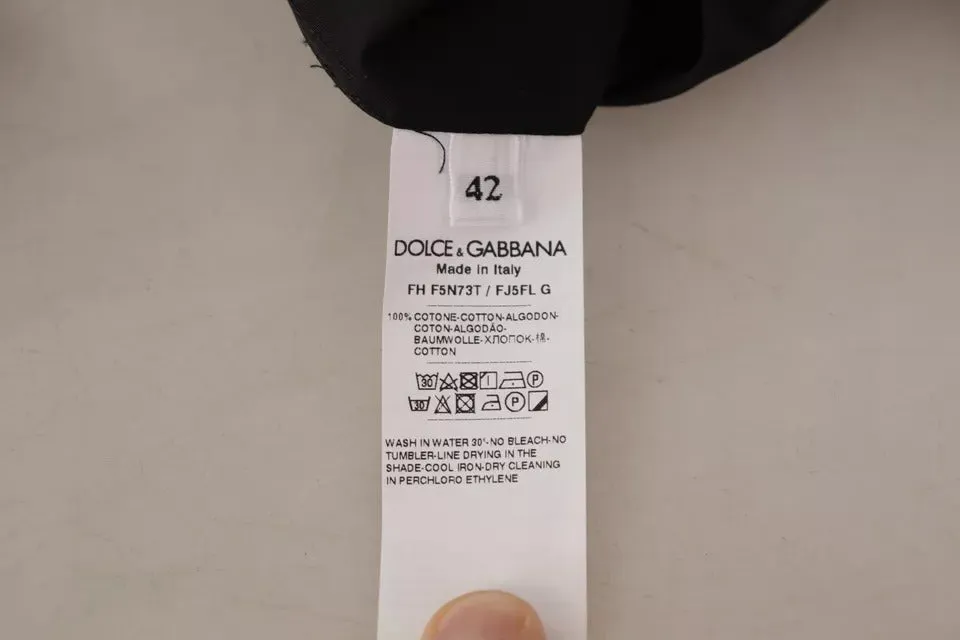 42
DOLCE & GABBANA
Made in Italy
FH F5N73T / FJ5FL G
100% COTONE-COTTON-ALGODON-
COTON-ALGODÃO-
BAUMWOLLE-ХЛОПОК-棉-
COTTON
30 P
30 P
WASH IN WATER 30°-NO BLEACH-NO
TUMBLER-LINE DRYING IN THE
SHADE-COOL IRON-DRY CLEANING
IN PERCHLORO ETHYLENE